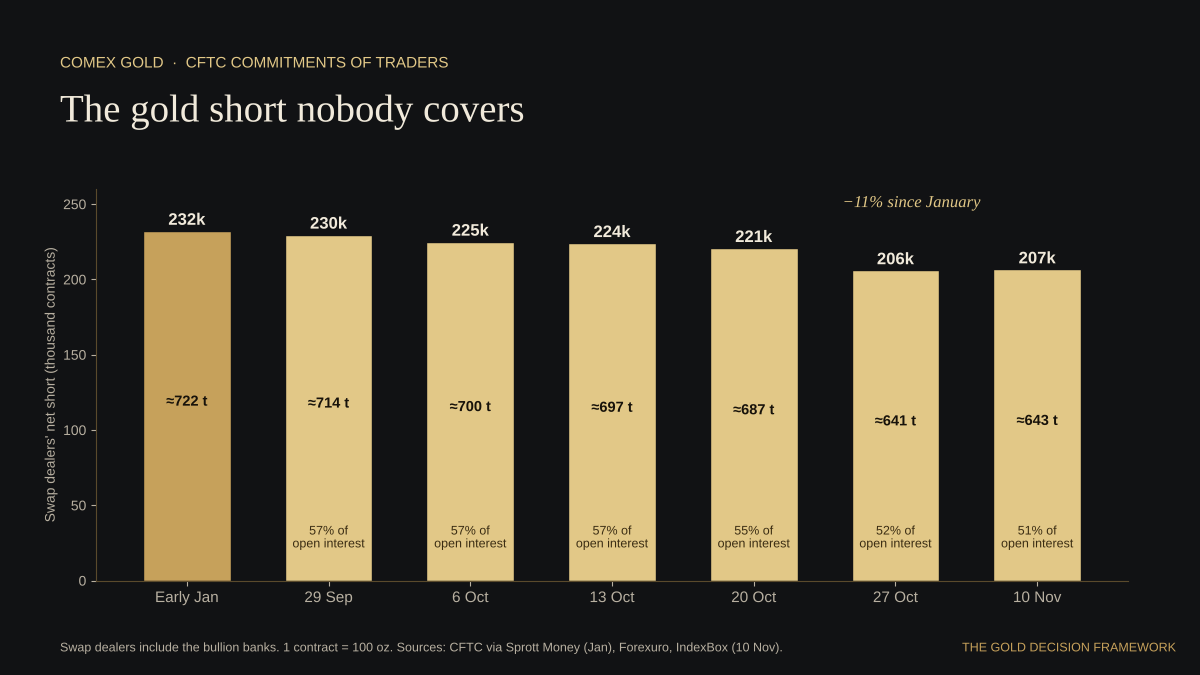 COMEX GOLD · CFTC COMMITMENTS OF TRADERS
The gold short nobody covers
−11% since January
Swap dealers' net short (thousand contracts)
250
200
150
100
50
0
232k
230k
225k
224k
221k
206k
207k
≈722 t
≈714 t
≈700 t
≈697 t
≈687 t
≈641 t
≈643 t
57% of
open interest
57% of
open interest
57% of
open interest
55% of
open interest
52% of
open interest
51% of
open interest
Early Jan
29 Sep
6 Oct
13 Oct
20 Oct
27 Oct
10 Nov
Swap dealers include the bullion banks. 1 contract = 100 oz. Sources: CFTC via Sprott Money (Jan), Forexuro, IndexBox (10 Nov).
THE GOLD DECISION FRAMEWORK